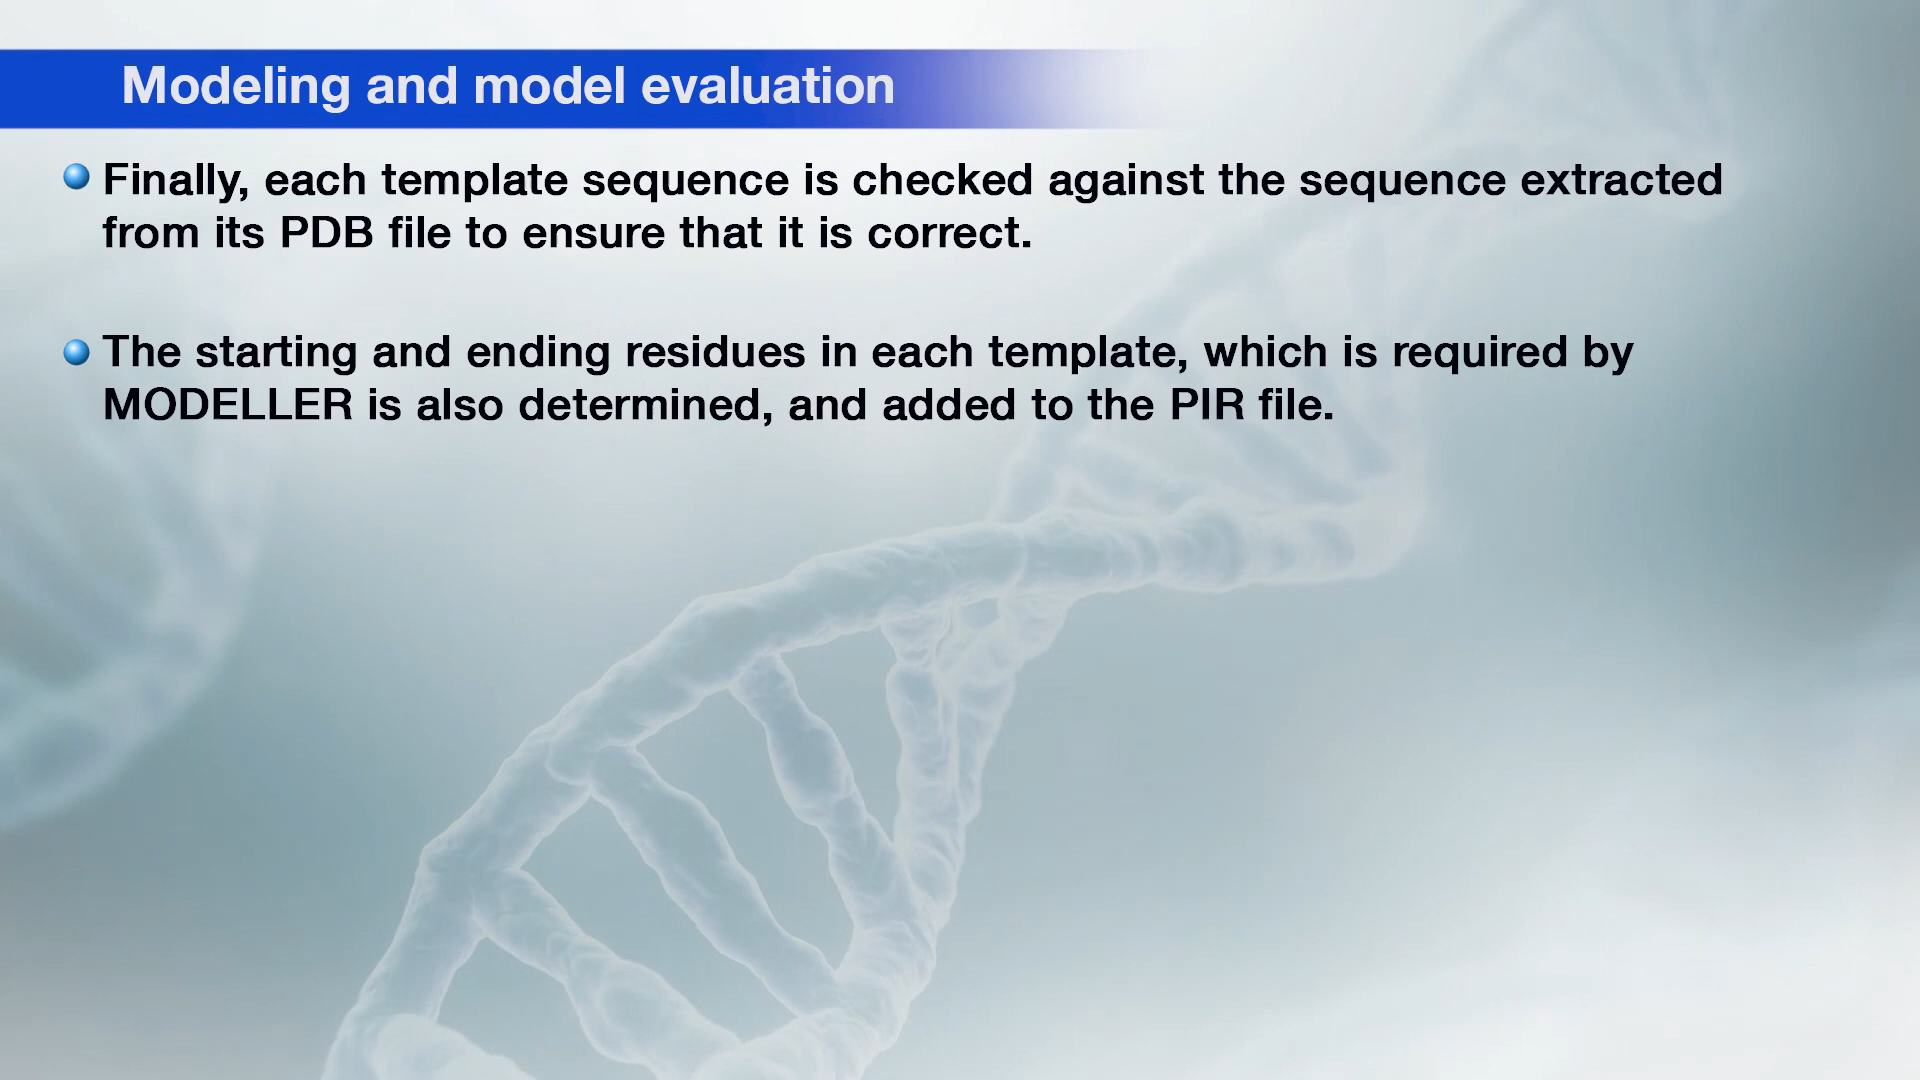 Modeling and model evaluation
Finally, each template sequence is checked against the sequence extracted
from its PDB file to ensure that it is correct.
The starting and ending residues in each template, which is required by
MODELLER is also determined, and added to the PIR file.